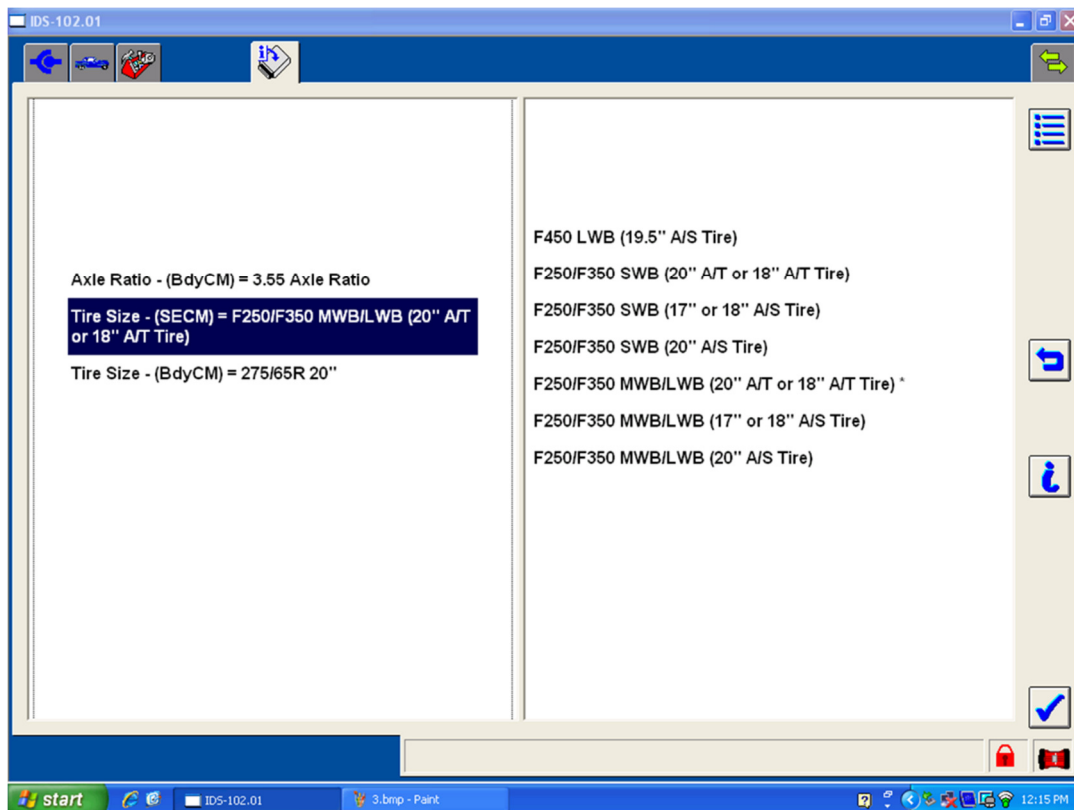 IDS-102.01
Axle Ratio - (BdyCM) = 3.55 Axle Ratio
Tire Size - (SECM) = F250/F350 MWB/LWB (20" A/T
or 18" A/T Tire)
Tire Size - (BdyCM) = 275/65R 20"
F450 LWB (19.5" A/S Tire)
F250/F350 SWB (20" A/T or 18" A/T Tire)
F250/F350 SWB (17" or 18" A/S Tire)
F250/F350 SWB (20" A/S Tire)
F250/F350 MWB/LWB (20" A/T or 18" A/T Tire) *
F250/F350 MWB/LWB (17" or 18" A/S Tire)
F250/F350 MWB/LWB (20" A/S Tire)
start
IDS-102.01
3.bmp - Paint
12:15 PM